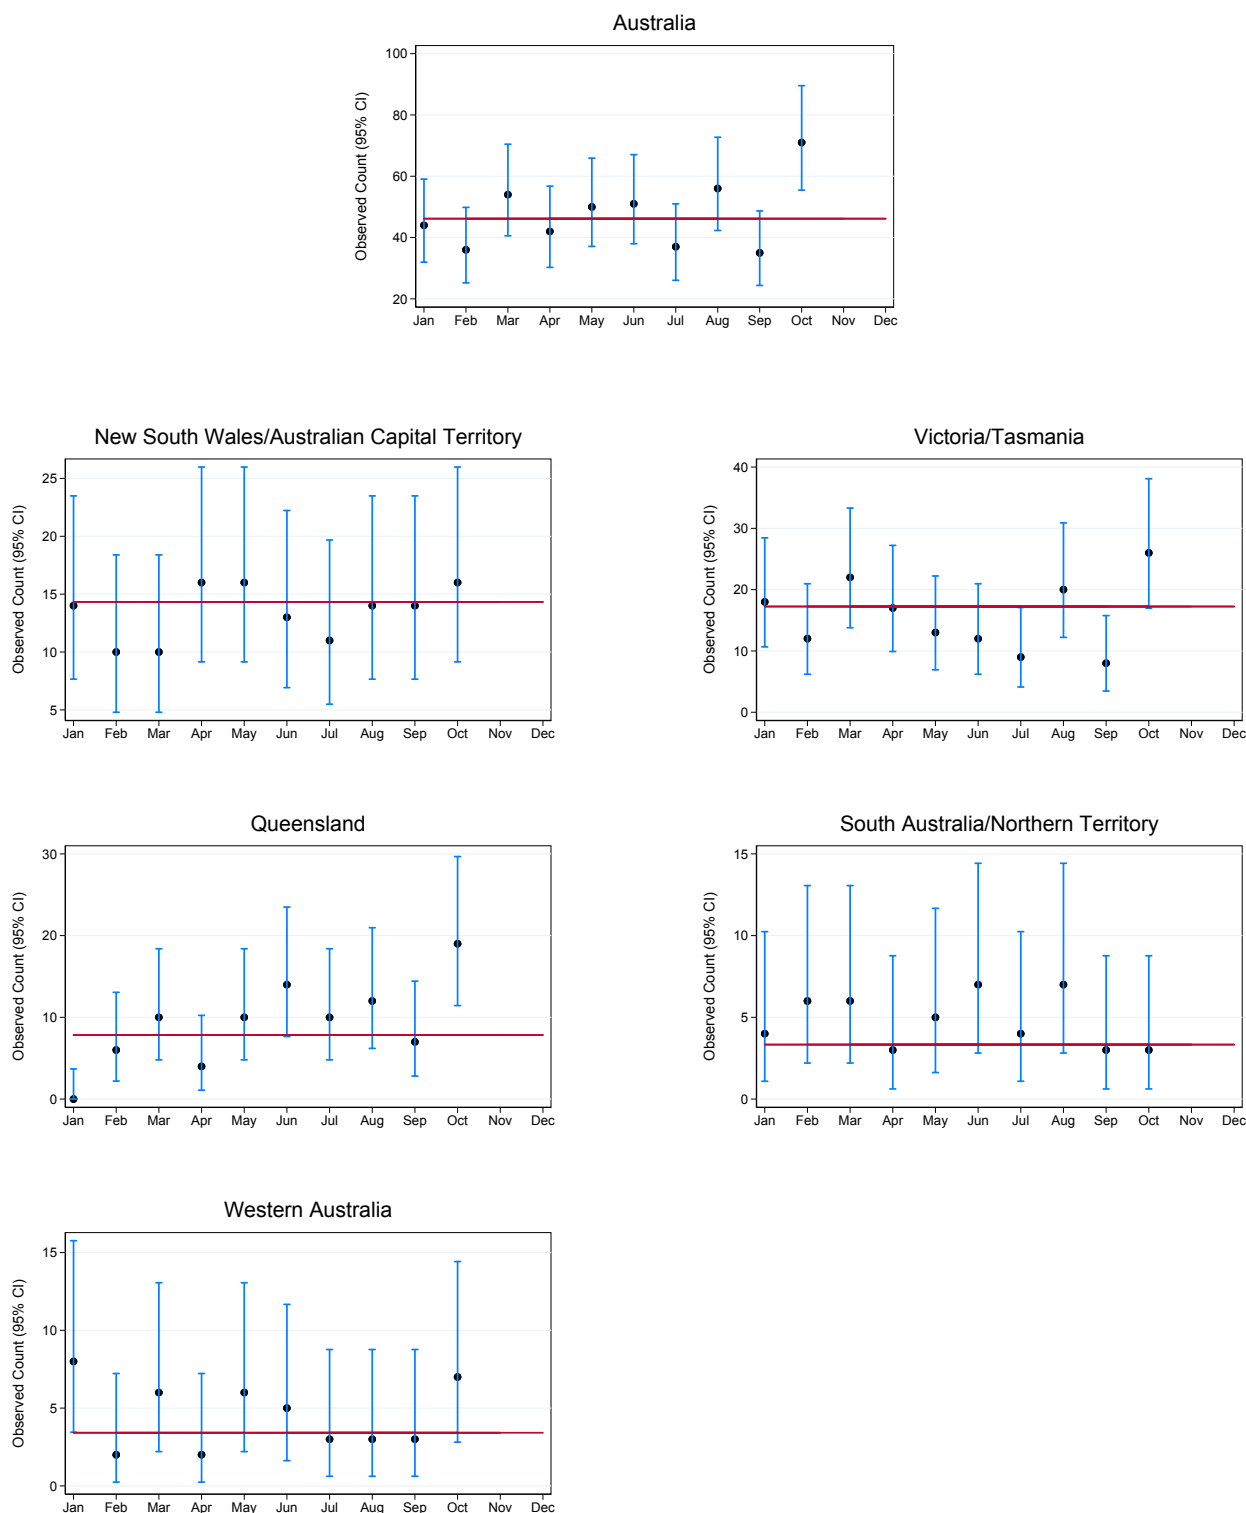 Australia
Observed Count (95% CI)
100
80
60
40
20
Jan Feb Mar Apr May Jun Jul Aug Sep Oct Nov Dec
New South Wales/Australian Capital Territory
Observed Count (95% CI)
25
20
15
10
5
Jan Feb Mar Apr May Jun Jul Aug Sep Oct Nov Dec
Victoria/Tasmania
Observed Count (95% CI)
40
30
20
10
0
Jan Feb Mar Apr May Jun Jul Aug Sep Oct Nov Dec
Queensland
Observed Count (95% CI)
30
20
10
0
Jan Feb Mar Apr May Jun Jul Aug Sep Oct Nov Dec
South Australia/Northern Territory
Observed Count (95% CI)
15
10
5
0
Jan Feb Mar Apr May Jun Jul Aug Sep Oct Nov Dec
Western Australia
Observed Count (95% CI)
15
10
5
0
Jan Feb Mar Apr May Jun Jul Aug Sep Oct Nov Dec